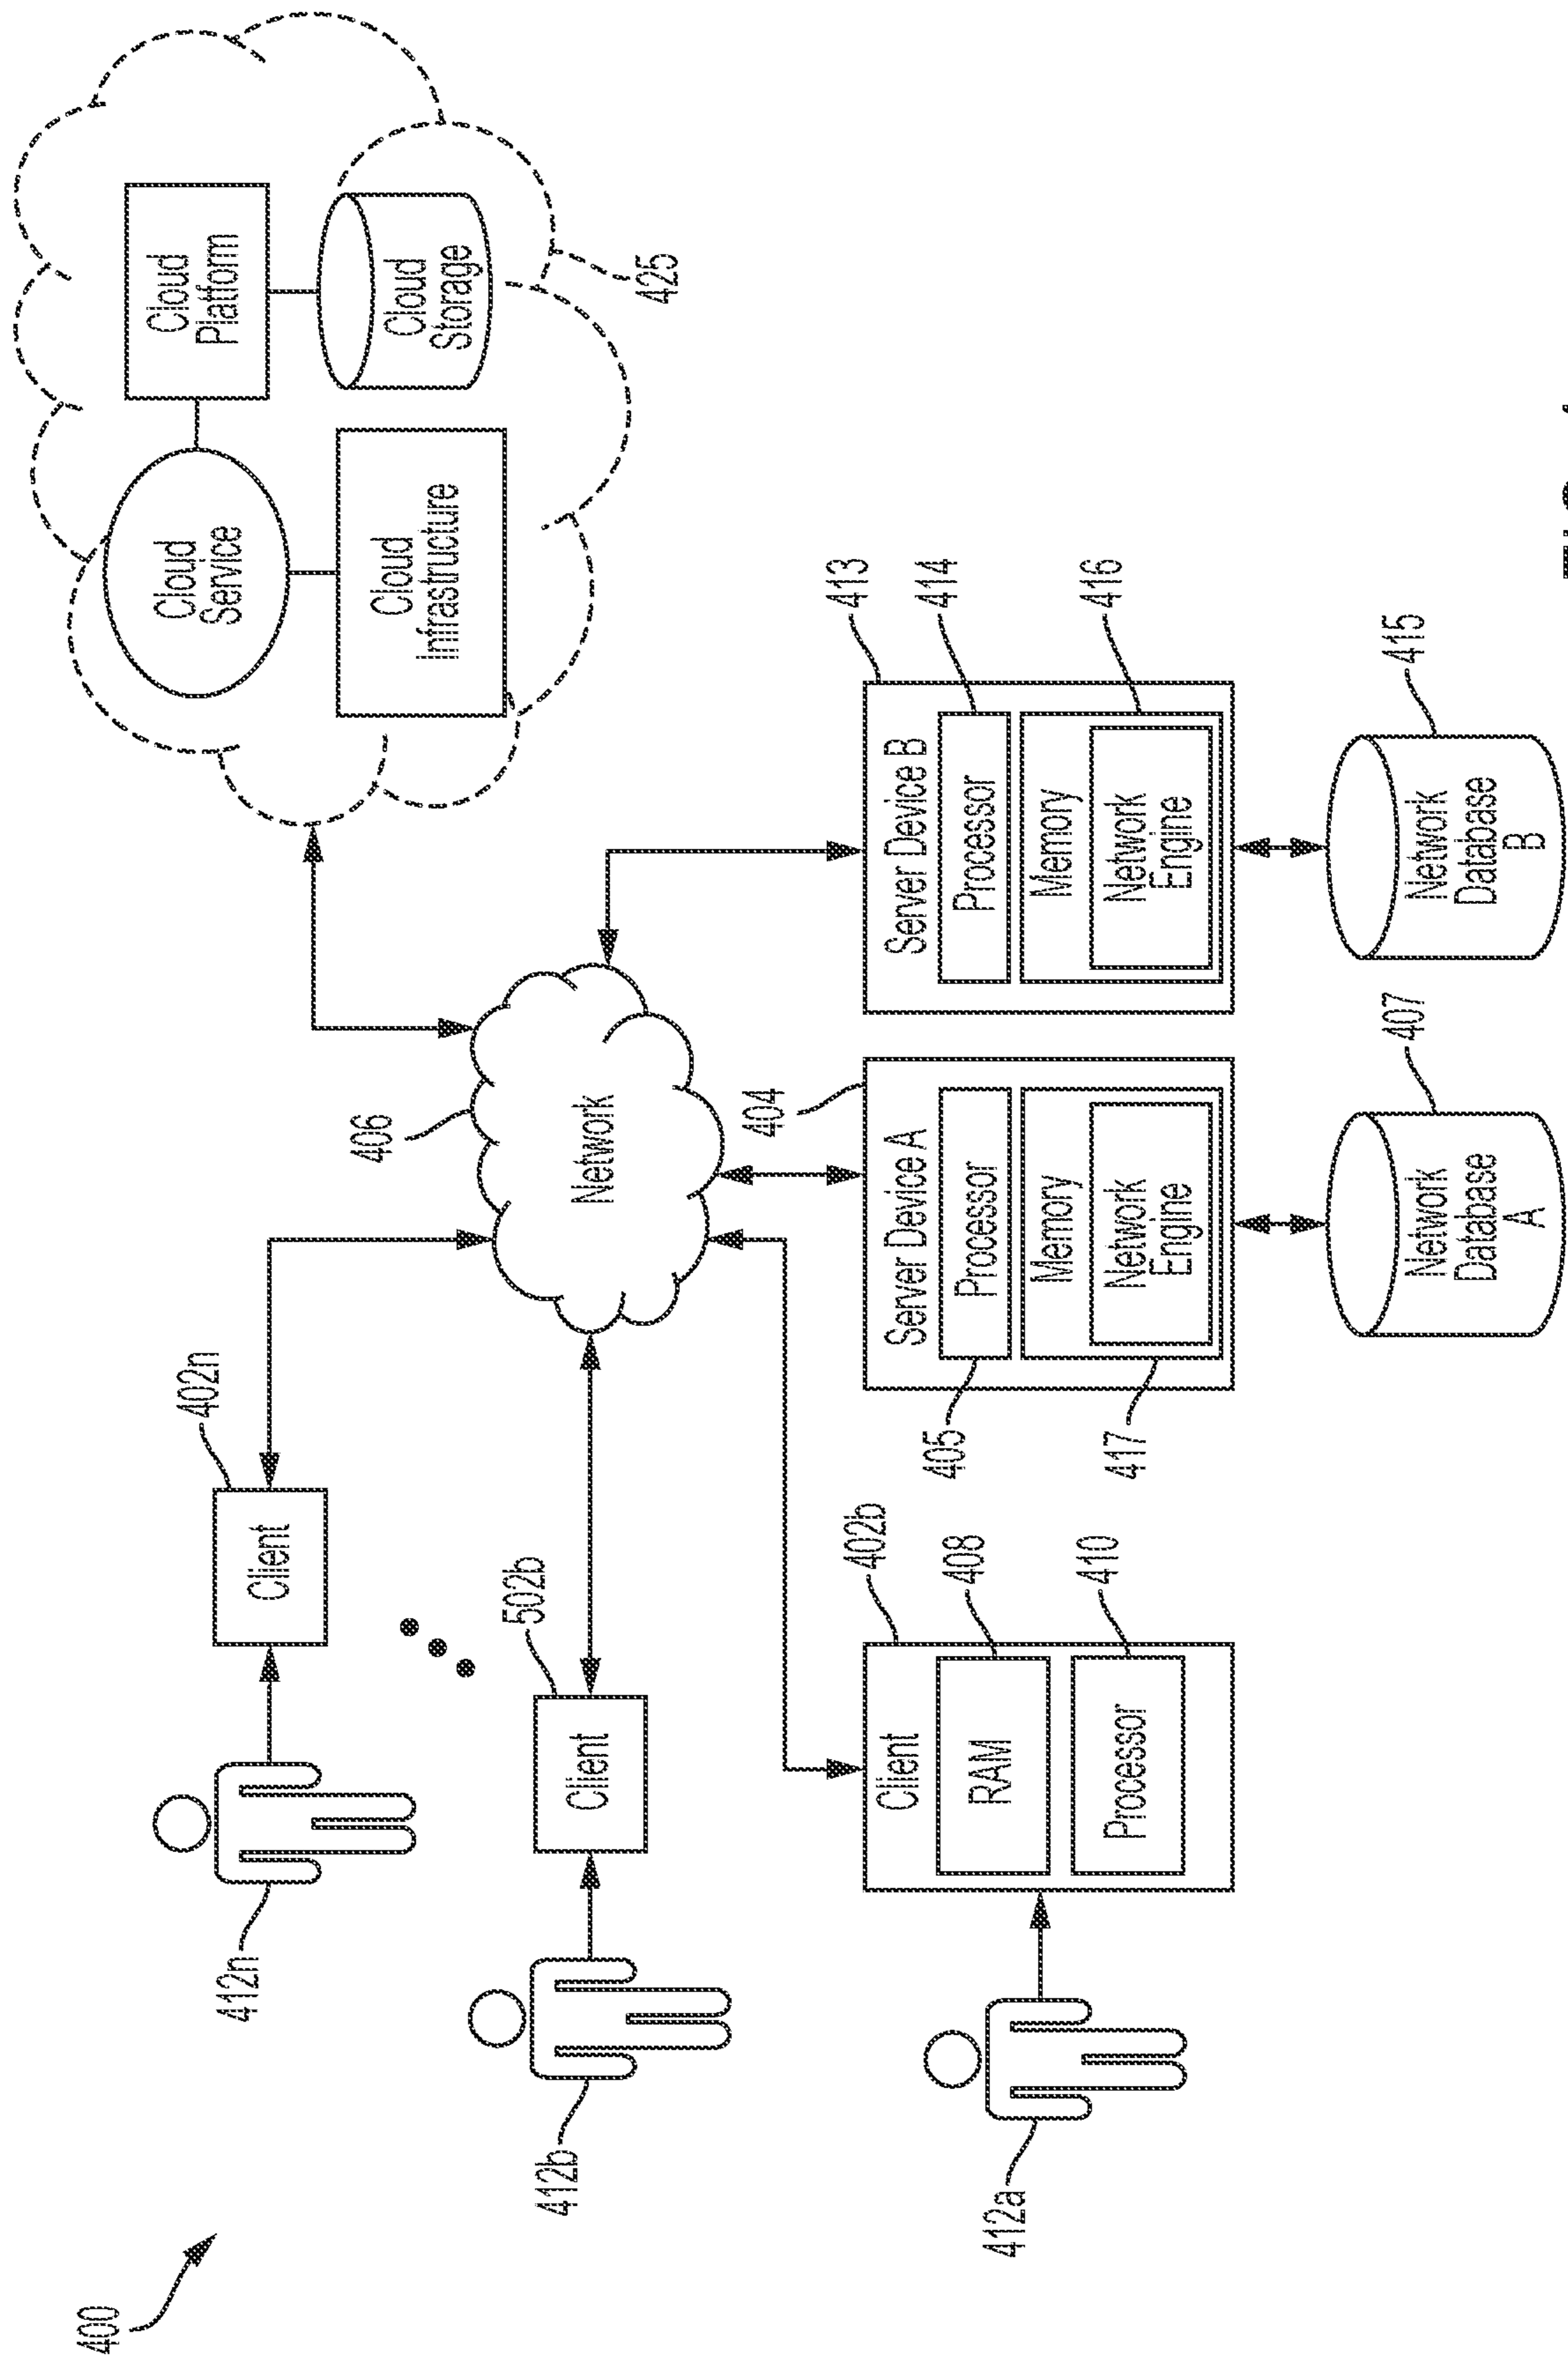 400
412n
402n
Client
412b
502b
Client
412a
402b
Client
RAM
408
Processor
410
406
Network
Cloud
Service
Cloud
Platform
Cloud
Infrastructure
Cloud
Storage
425
404
Server Device A
Processor
405
Memory
Network
Engine
417
407
Network
Database
A
413
Server Device B
Processor
414
Memory
416
Network
Engine
415
Network
Database
B